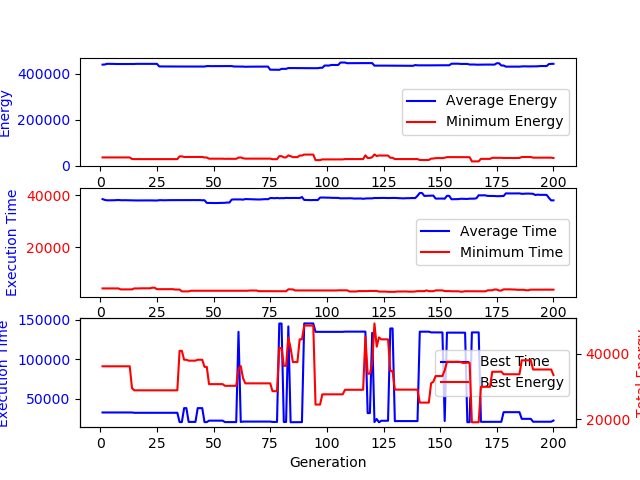 Energy
400000
200000
0
Average Energy
Minimum Energy
0 25 50 75 100 125 150 175 200
Execution Time
40000
20000
Average Time
Minimum Time
0 25 50 75 100 125 150 175 200
Execution Time
150000
100000
50000
Best Time
Best Energy
40000
20000
Total Energy
0 25 50 75 100 125 150 175 200
Generation